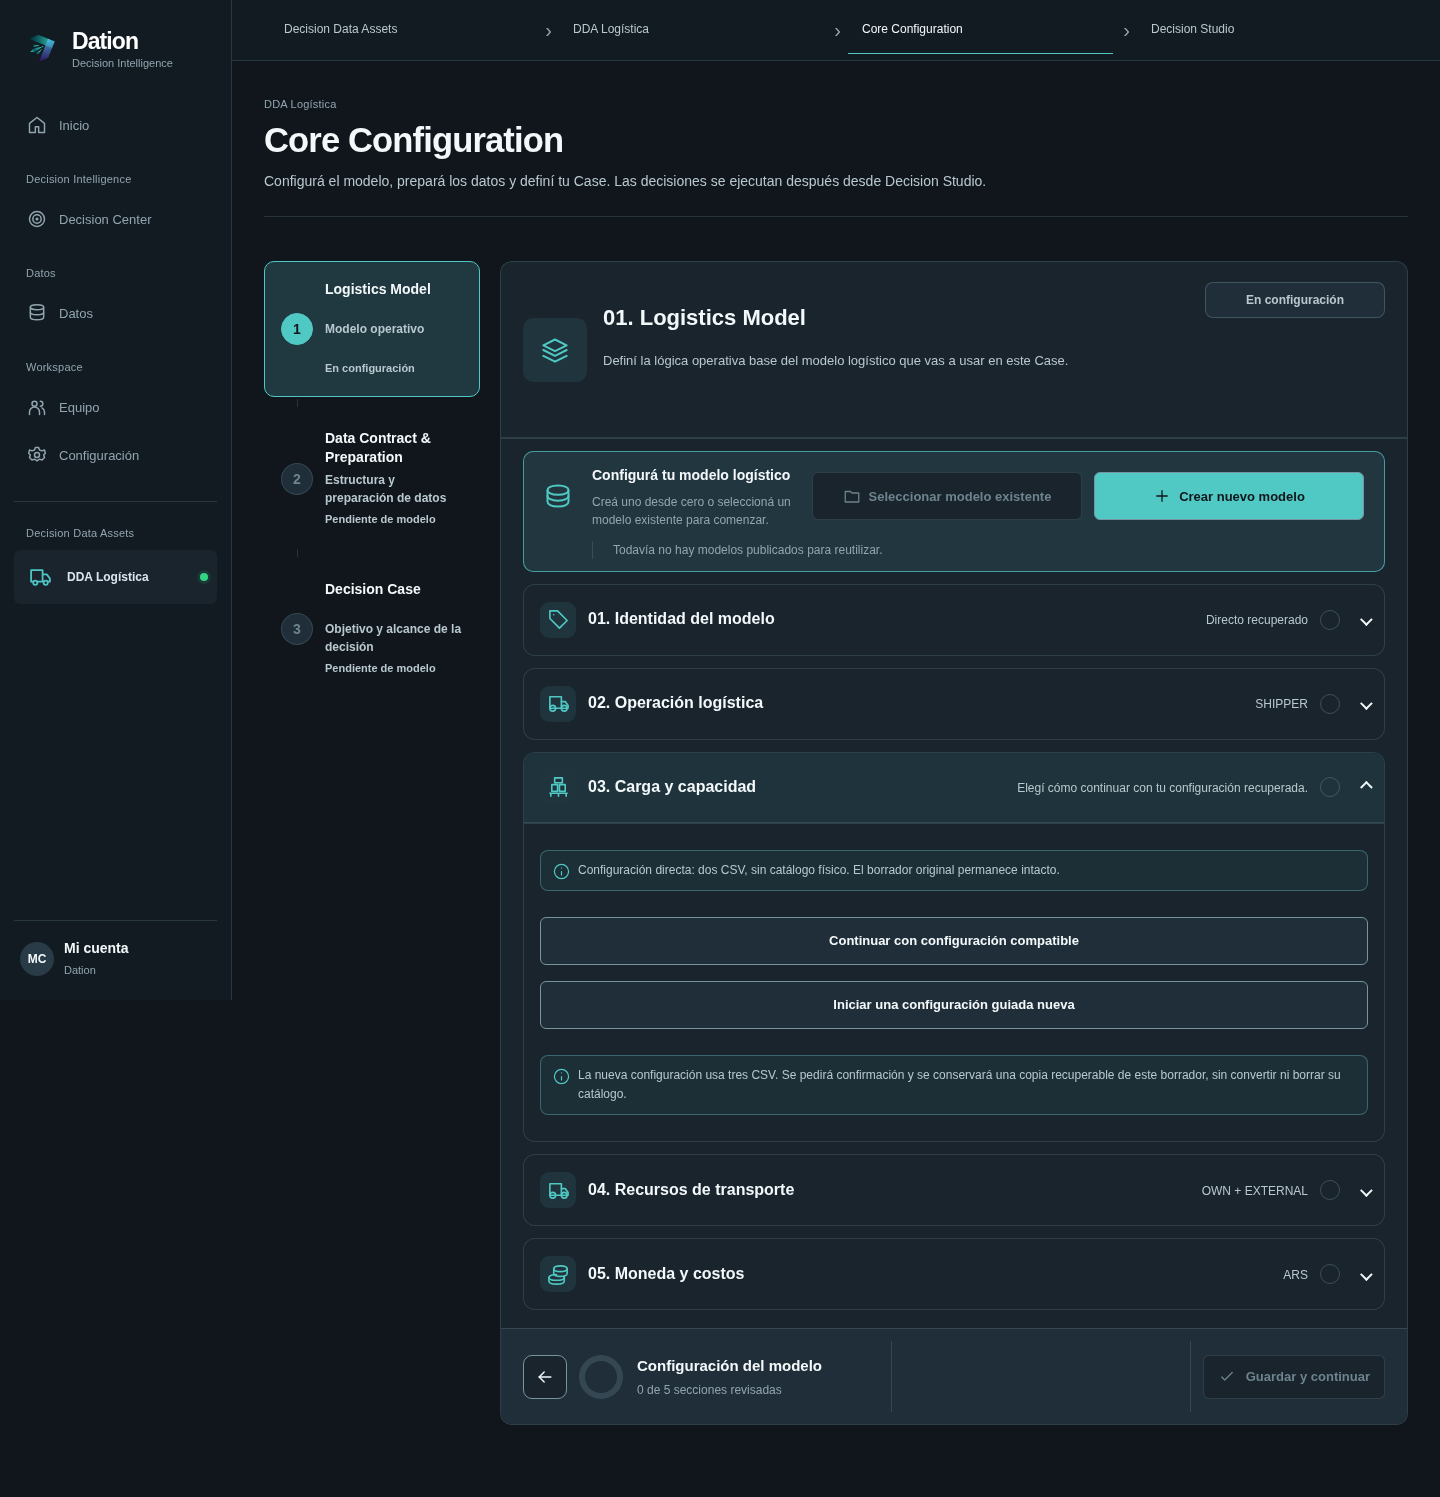 Dation
Decision Intelligence
Inicio
Decision Intelligence
Decision Center
Datos
Datos
Workspace
Equipo
Configuración
Decision Data Assets
DDA Logística
MC
Mi cuenta
Dation
Decision Data Assets
DDA Logística
Core Configuration
Decision Studio
DDA Logística
Core Configuration
Configurá el modelo, prepará los datos y definí tu Case. Las decisiones se ejecutan después desde Decision Studio.
Logistics Model
1
Modelo operativo
En configuración
Data Contract &
Preparation
2
Estructura y
preparación de datos
Pendiente de modelo
Decision Case
3
Objetivo y alcance de la
decisión
Pendiente de modelo
01. Logistics Model
Definí la lógica operativa base del modelo logístico que vas a usar en este Case.
En configuración
Configurá tu modelo logístico
Creá uno desde cero o seleccioná un
modelo existente para comenzar.
Seleccionar modelo existente
Crear nuevo modelo
Todavía no hay modelos publicados para reutilizar.
01. Identidad del modelo
Directo recuperado
02. Operación logística
SHIPPER
03. Carga y capacidad
Elegí cómo continuar con tu configuración recuperada.
Configuración directa: dos CSV, sin catálogo físico. El borrador original permanece intacto.
Continuar con configuración compatible
Iniciar una configuración guiada nueva
La nueva configuración usa tres CSV. Se pedirá confirmación y se conservará una copia recuperable de este borrador, sin convertir ni borrar su
catálogo.
04. Recursos de transporte
OWN + EXTERNAL
05. Moneda y costos
ARS
Configuración del modelo
0 de 5 secciones revisadas
Guardar y continuar